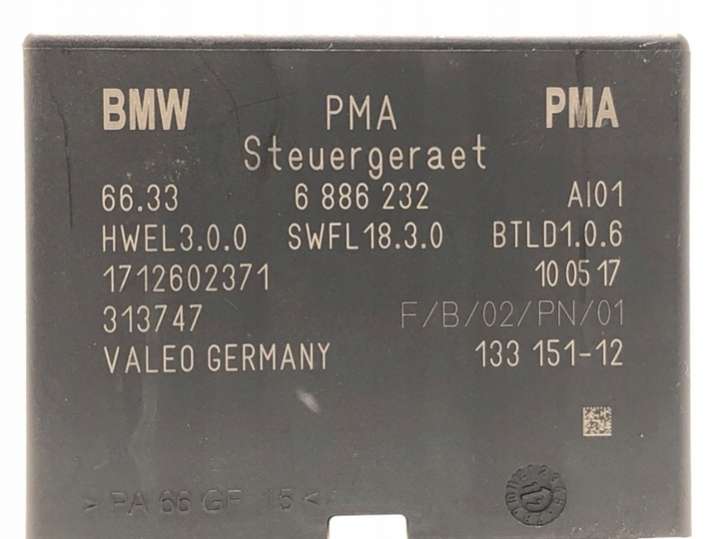 BMW PMA PMA
Steuergeraet
66.33 6 886 232 AI01
HWEL3.0.0 SWFL18.3.0 BTLD1.0.6
1712602371 10 05 17
313747 F/B/02/PN/01
VALEO GERMANY 133 151-12
> PA 66 GF 15 <